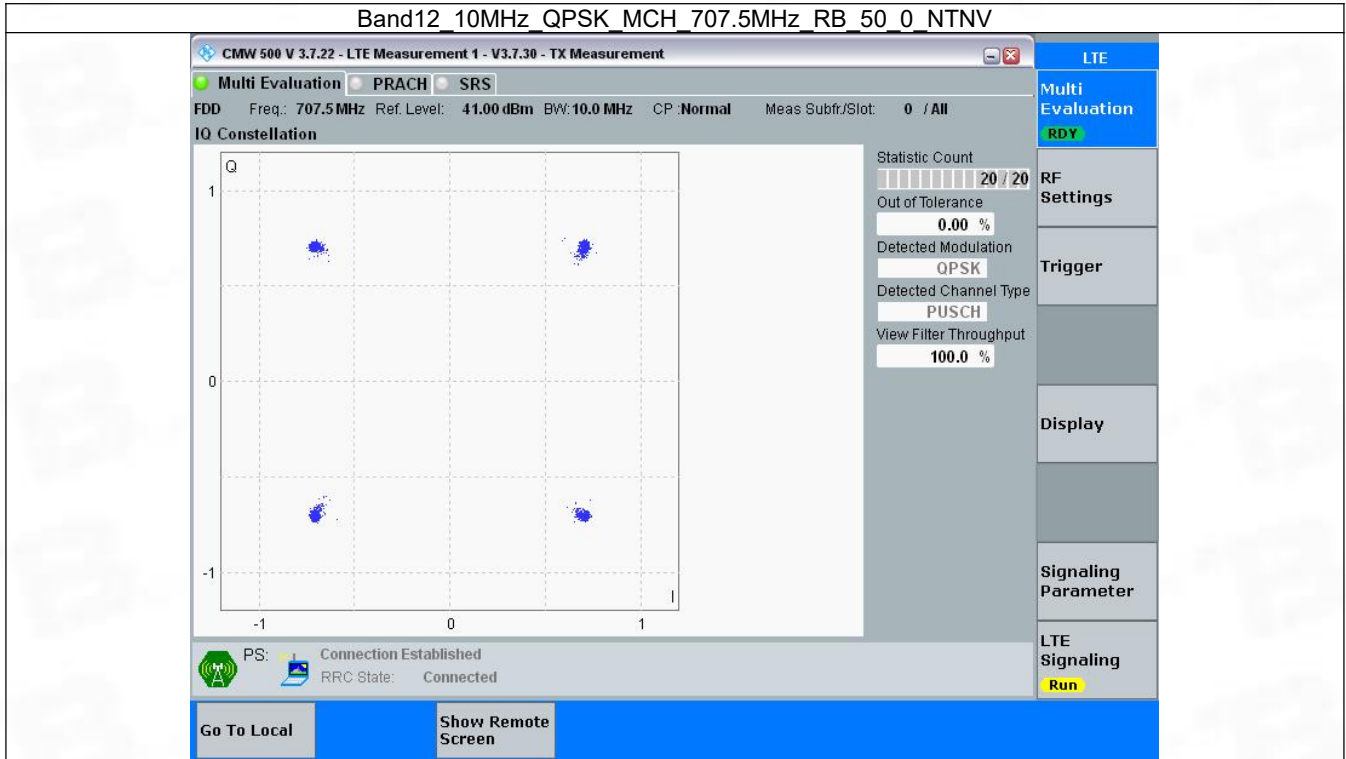 Band12_10MHz_QPSK_MCH_707.5MHz_RB_50_0_NTNV
CMW 500 V 3.7.22 - LTE Measurement 1 - V3.7.30 - TX Measurement
LTE
Multi Evaluation PRACH SRS
Multi
Evaluation
RDY
FDD Freq.: 707.5 MHz Ref. Level: 41.00 dBm BW: 10.0 MHz CP :Normal Meas Subfr./Slot: 0 / All
IQ Constellation
Q
1
0
-1
I
-1 0 1
Statistic Count
20 / 20
Out of Tolerance
0.00 %
Detected Modulation
QPSK
Detected Channel Type
PUSCH
View Filter Throughput
100.0 %
RF
Settings
Trigger
Display
Signaling
Parameter
LTE
Signaling
Run
PS: Connection Established
RRC State: Connected
Go To Local
Show Remote
Screen